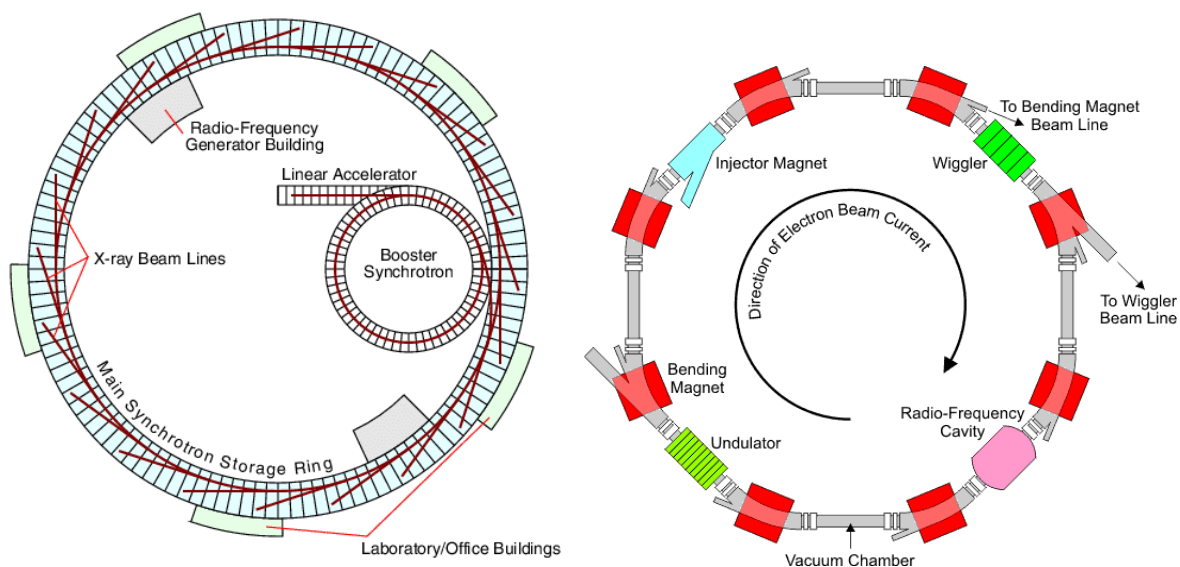 Radio-Frequency
Generator Building
Linear Accelerator
Booster
Synchrotron
X-ray Beam Lines
Main Synchrotron Storage Ring
Laboratory/Office Buildings
To Bending Magnet
Beam Line
Wiggler
Injector Magnet
Direction of Electron Beam Current
To Wiggler
Beam Line
Bending
Magnet
Radio-Frequency
Cavity
Undulator
Vacuum Chamber